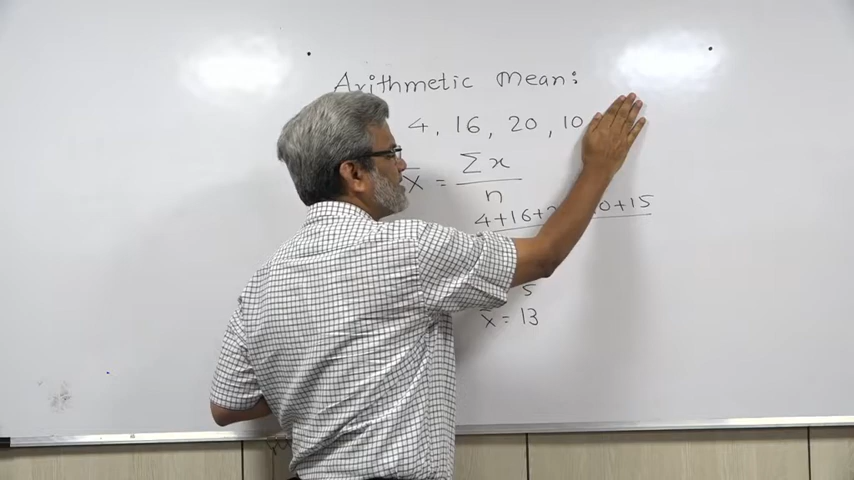 Arithmetic Mean:
4, 16, 20, 10
X = Σx
n
4+16+ 0+15
5
x = 13